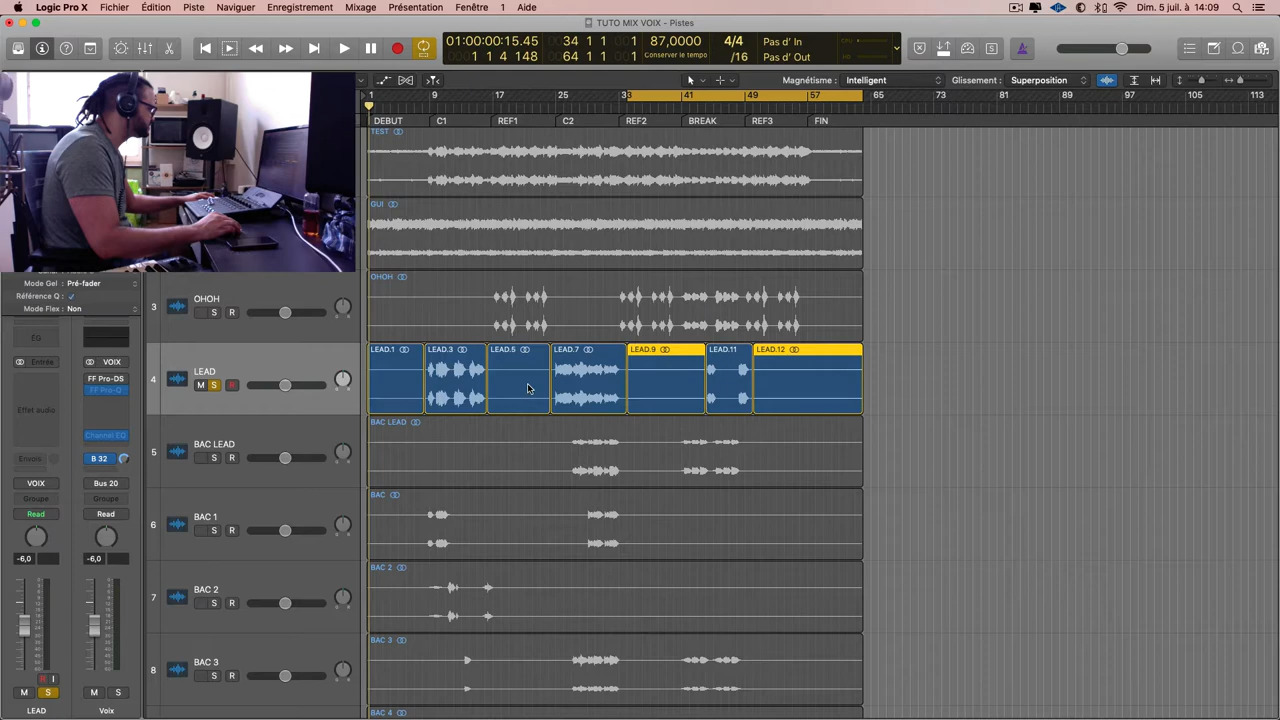 Logic Pro X Fichier Édition Piste Naviguer Enregistrement Mixage Présentation Fenêtre 1 Aide Dim. 5 juil. à 14:09
TUTO MIX VOIX - Pistes
01:00:00:15.45 34 1 1 1 87,0000 4/4 Pas d' In CPU
1 1 4 148 64 1 1 1 Conserver le tempo /16 Pas d' Out HD
Magnétisme : Intelligent Glissement : Superposition
1 9 17 25 33 41 49 57 65 73 81 89 97 105 113
DEBUT C1 REF1 C2 REF2 BREAK REF3 FIN
TEST
GUI
OHOH
Mode Gel : Pré-fader
Référence Q : ✓
Mode Flex : Non
3 OHOH
S R
LEAD.1 LEAD.3 LEAD.5 LEAD.7 LEAD.9 LEAD.11 LEAD.12
4 LEAD
M S R
EQ
Entrée VOIX
FF Pro-DS
FF Pro-Q
Effet audio
Channel EQ
Envois B 32
VOIX Bus 20
Groupe Groupe
Read Read
-6,0 -6,0
BAC LEAD
5 BAC LEAD
S R
BAC
6 BAC 1
S R
BAC 2
7 BAC 2
S R
BAC 3
8 BAC 3
S R
R I
M S M S
LEAD Voix
BAC 4